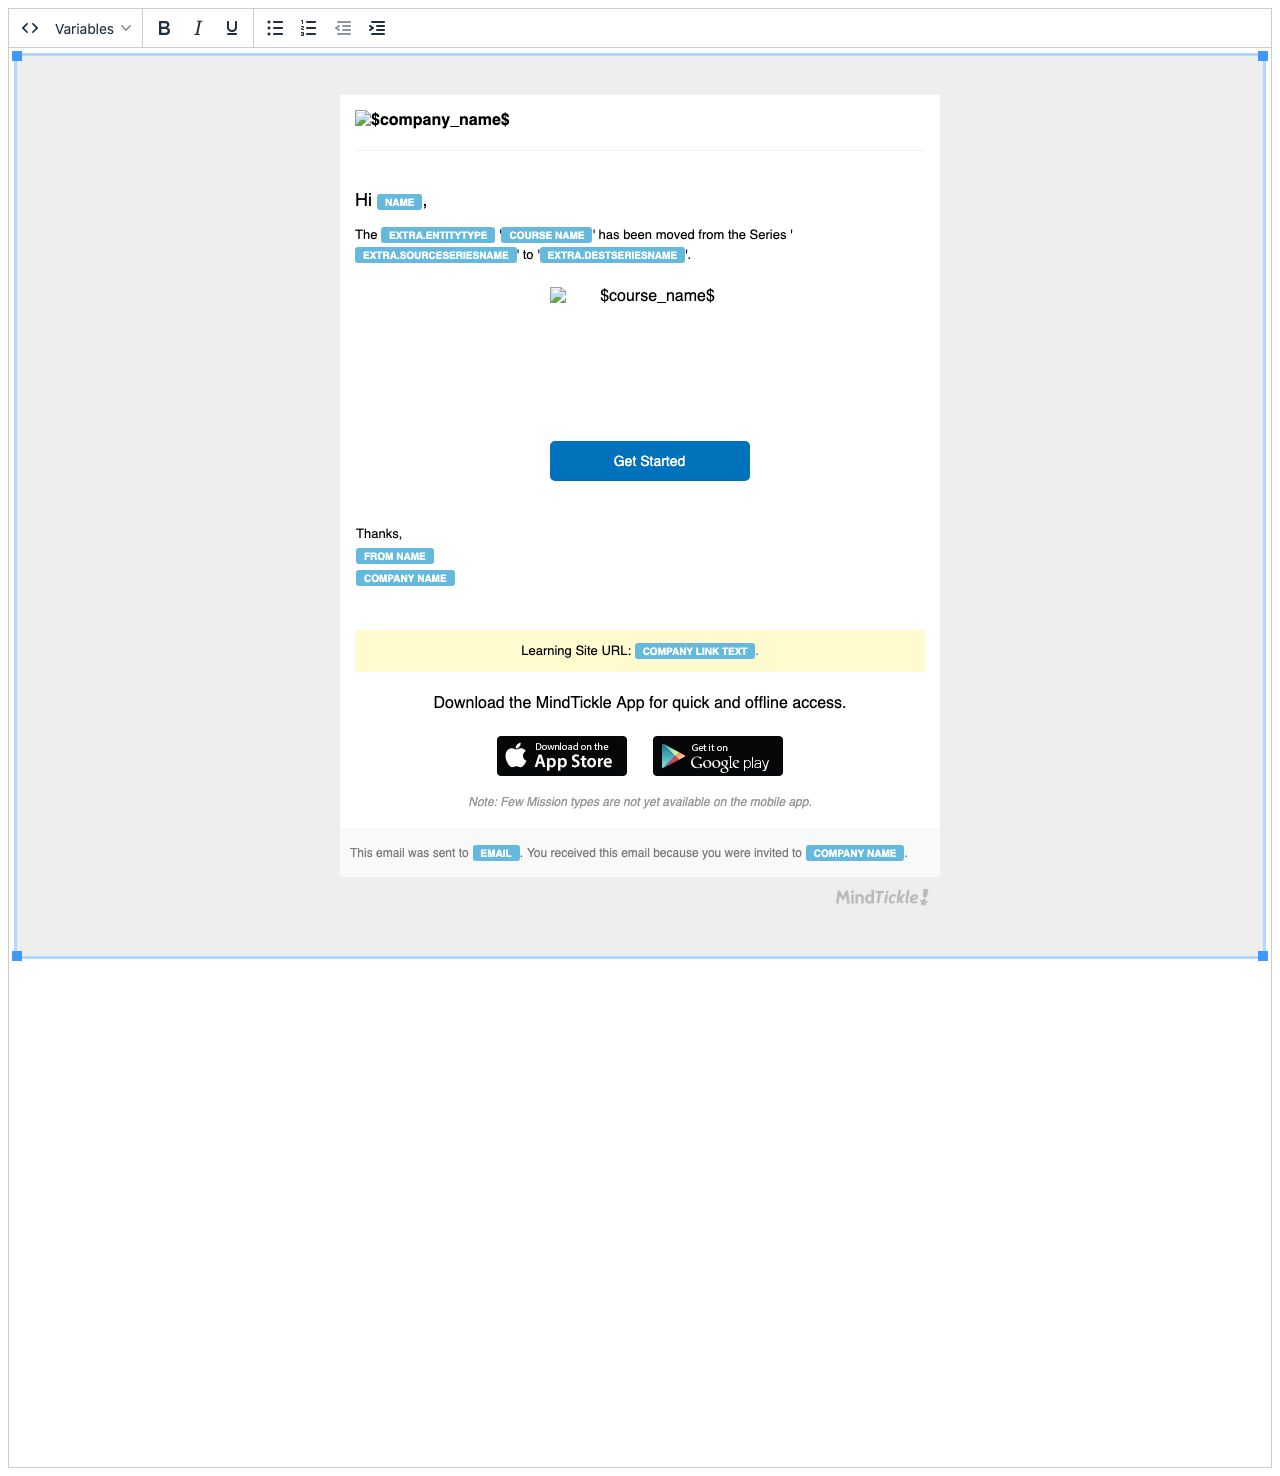 Variables B I U
$company_name$
Hi NAME,
The EXTRA.ENTITYTYPE 'COURSE NAME' has been moved from the Series '
EXTRA.SOURCESERIESNAME' to 'EXTRA.DESTSERIESNAME'.
$course_name$
Get Started
Thanks,
FROM NAME
COMPANY NAME
Learning Site URL: COMPANY LINK TEXT.
Download the MindTickle App for quick and offline access.
Download on the
App Store
Get it on
Google play
Note: Few Mission types are not yet available on the mobile app.
This email was sent to EMAIL. You received this email because you were invited to COMPANY NAME.
MindTickle!